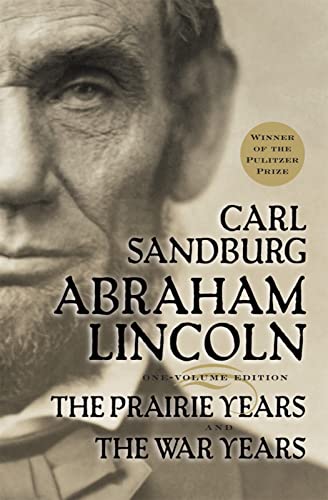 WINNER
OF THE
PULITZER
PRIZE
CARL
SANDBURG
ABRAHAM
LINCOLN
ONE-VOLUME EDITION
THE PRAIRIE YEARS
AND
THE WAR YEARS